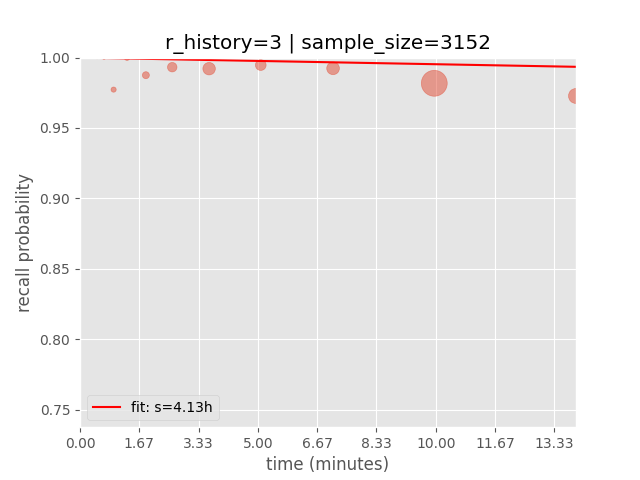 r_history=3 | sample_size=3152
1.00
0.95
0.90
0.85
0.80
0.75
recall probability
fit: s=4.13h
0.00 1.67 3.33 5.00 6.67 8.33 10.00 11.67 13.33
time (minutes)